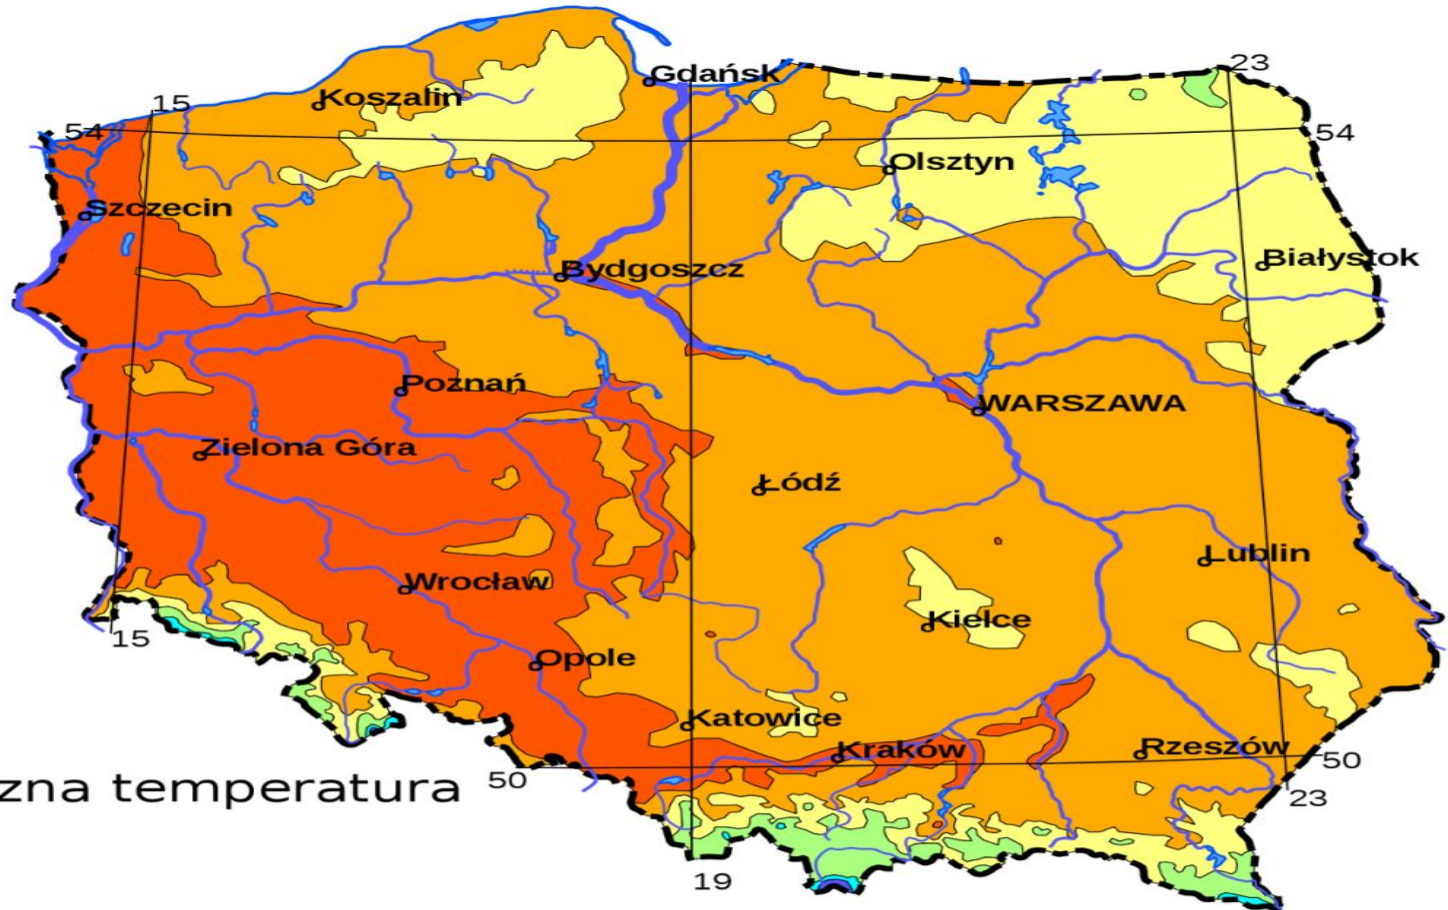 23
Gdańsk
Koszalin
15
54
54
Olsztyn
Szczecin
Białystok
Bydgoszcz
Poznań
WARSZAWA
Zielona Góra
Łódź
Lublin
Wrocław
Kielce
15
Opole
Katowice
Kraków
Rzeszów
50
50
zna temperatura
23
19